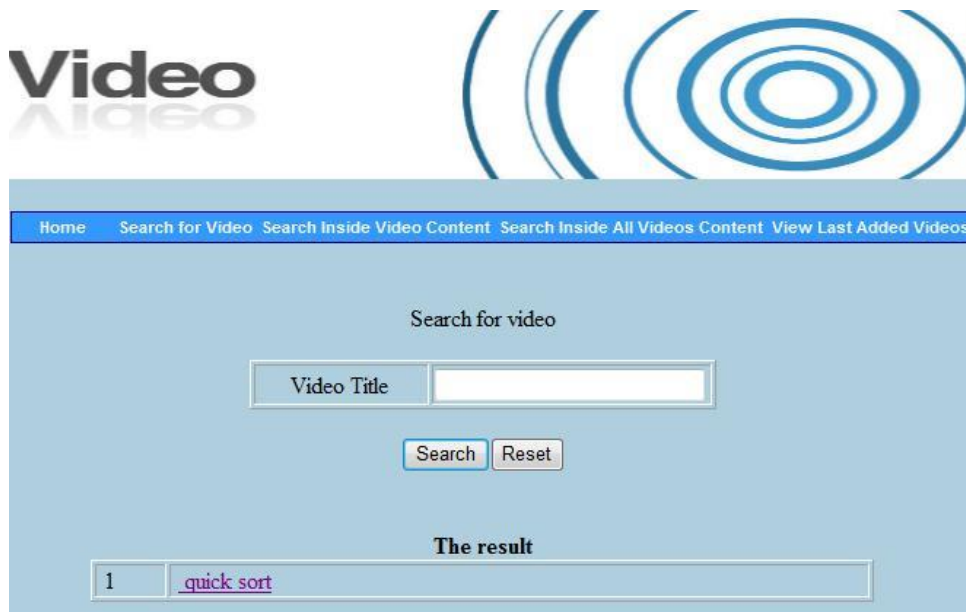 Video
Home Search for Video Search Inside Video Content Search Inside All Videos Content View Last Added Videos
Search for video
Video Title
Search Reset
The result
1 quick sort